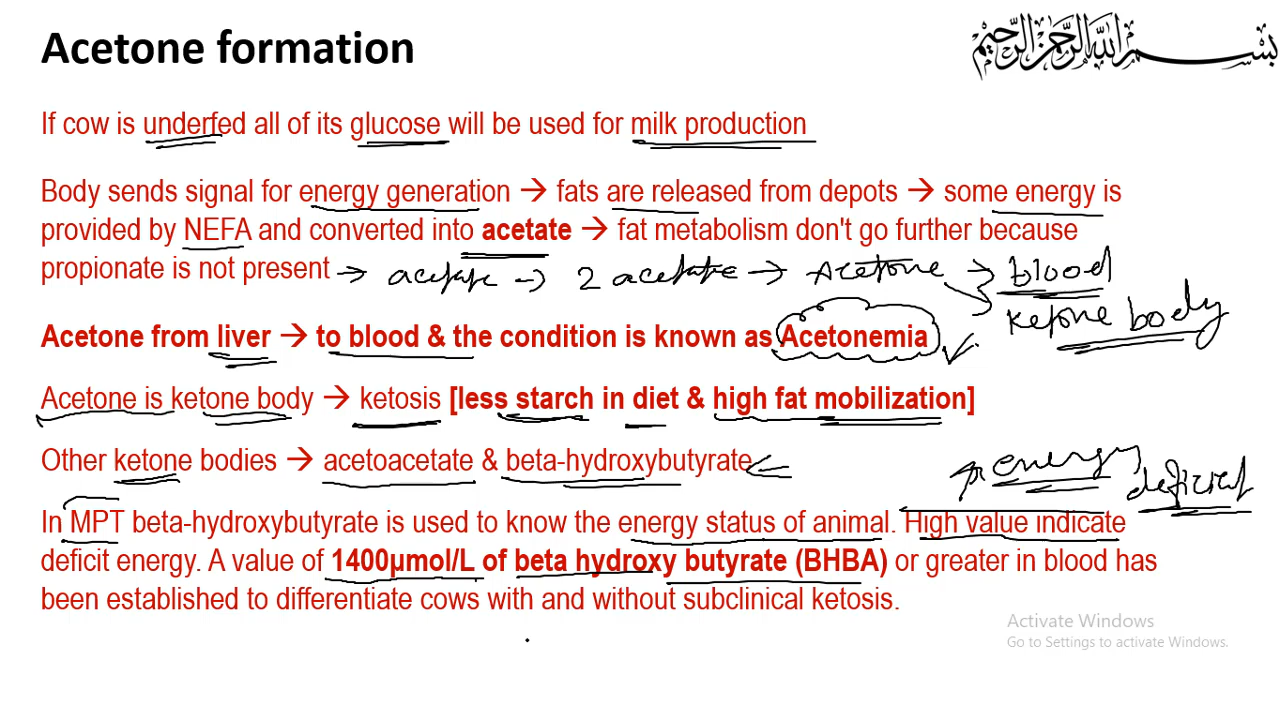 Acetone formation
بسم الله الرحمن الرحيم
If cow is underfed all of its glucose will be used for milk production
Body sends signal for energy generation → fats are released from depots → some energy is
provided by NEFA and converted into acetate → fat metabolism don't go further because
propionate is not present → acetate → 2 acetate → Acetone → blood
ketone body
Acetone from liver → to blood & the condition is known as Acetonemia
Acetone is ketone body → ketosis [less starch in diet & high fat mobilization]
Other ketone bodies → acetoacetate & beta-hydroxybutyrate
energy deficient
In MPT beta-hydroxybutyrate is used to know the energy status of animal. High value indicate
deficit energy. A value of 1400µmol/L of beta hydroxy butyrate (BHBA) or greater in blood has
been established to differentiate cows with and without subclinical ketosis.
Activate Windows
Go to Settings to activate Windows.